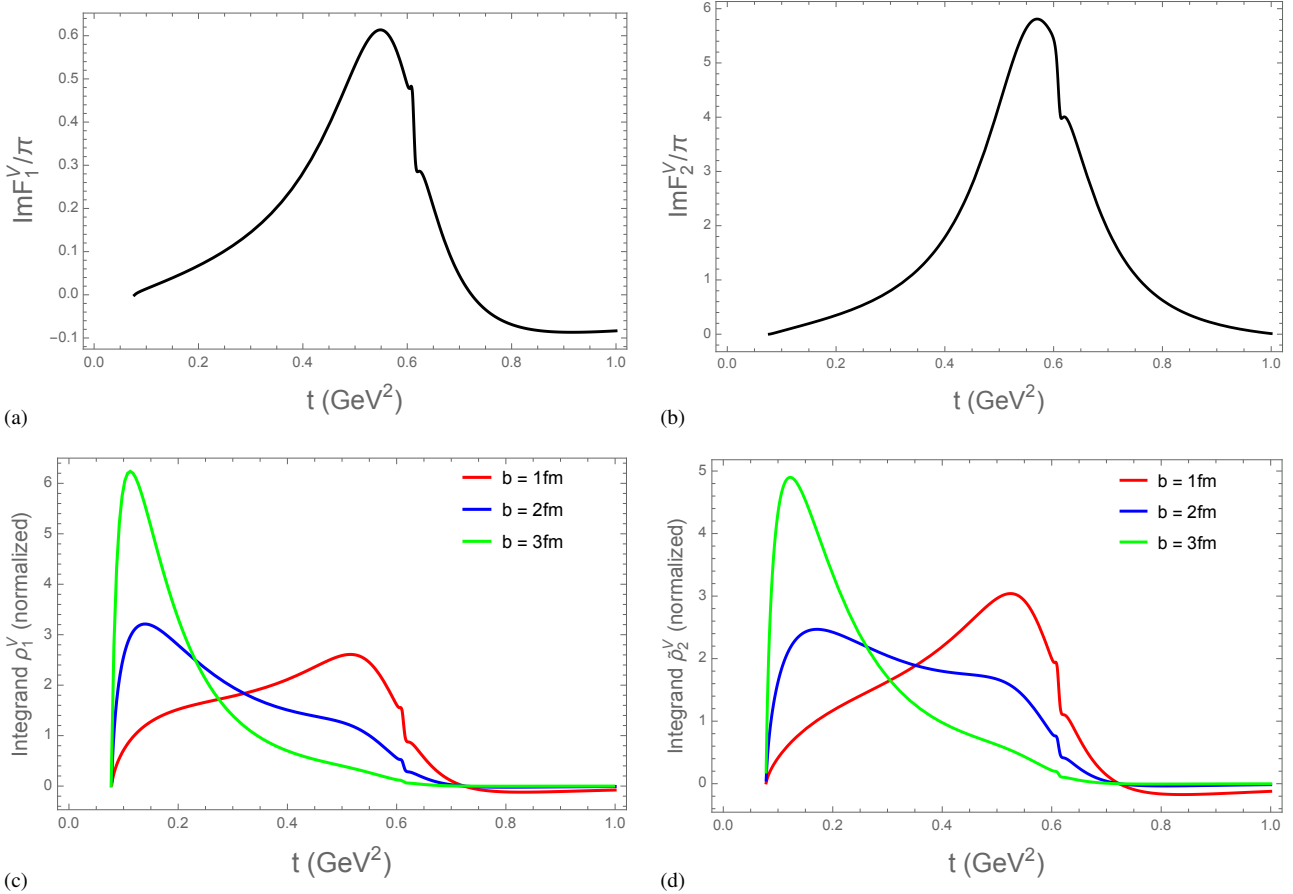 ImF₁ⱽ/π
0.6
0.5
0.4
0.3
0.2
0.1
0.0
−0.1
0.0 0.2 0.4 0.6 0.8 1.0
t (GeV²)
(a)
ImF₂ⱽ/π
6
5
4
3
2
1
0
0.0 0.2 0.4 0.6 0.8 1.0
t (GeV²)
(b)
Integrand ρ₁ⱽ (normalized)
6
5
4
3
2
1
0
b = 1fm
b = 2fm
b = 3fm
0.0 0.2 0.4 0.6 0.8 1.0
t (GeV²)
(c)
Integrand ρ̃₂ⱽ (normalized)
5
4
3
2
1
0
b = 1fm
b = 2fm
b = 3fm
0.0 0.2 0.4 0.6 0.8 1.0
t (GeV²)
(d)